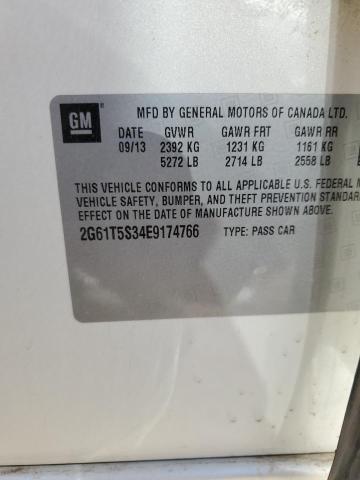 GM
MFD BY GENERAL MOTORS OF CANADA LTD.
DATE GVWR GAWR FRT GAWR RR
09/13 2392 KG 1231 KG 1161 KG
5272 LB 2714 LB 2558 LB
THIS VEHICLE CONFORMS TO ALL APPLICABLE U.S. FEDERAL
VEHICLE SAFETY, BUMPER, AND THEFT PREVENTION STANDARD
EFFECT ON THE DATE OF MANUFACTURE SHOWN ABOVE.
2G61T5S34E9174766 TYPE: PASS CAR